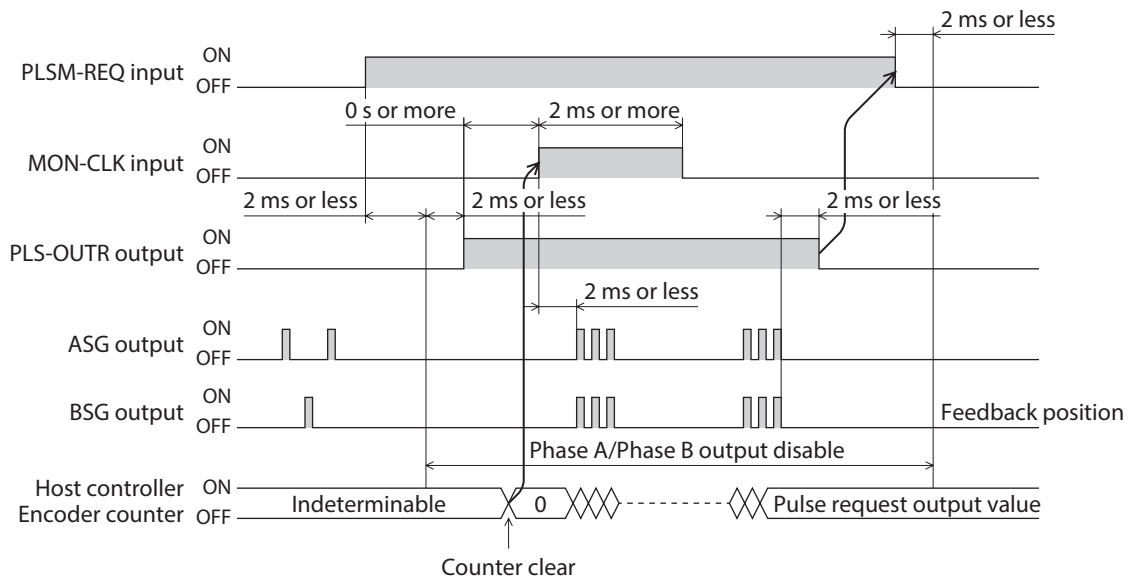 2 ms or less
PLSM-REQ input
ON
OFF
0 s or more
2 ms or more
MON-CLK input
ON
OFF
2 ms or less
2 ms or less
2 ms or less
PLS-OUTR output
ON
OFF
2 ms or less
ASG output
ON
OFF
BSG output
ON
OFF
Feedback position
Phase A/Phase B output disable
Host controller
Encoder counter
ON
OFF
Indeterminable
0
Pulse request output value
Counter clear